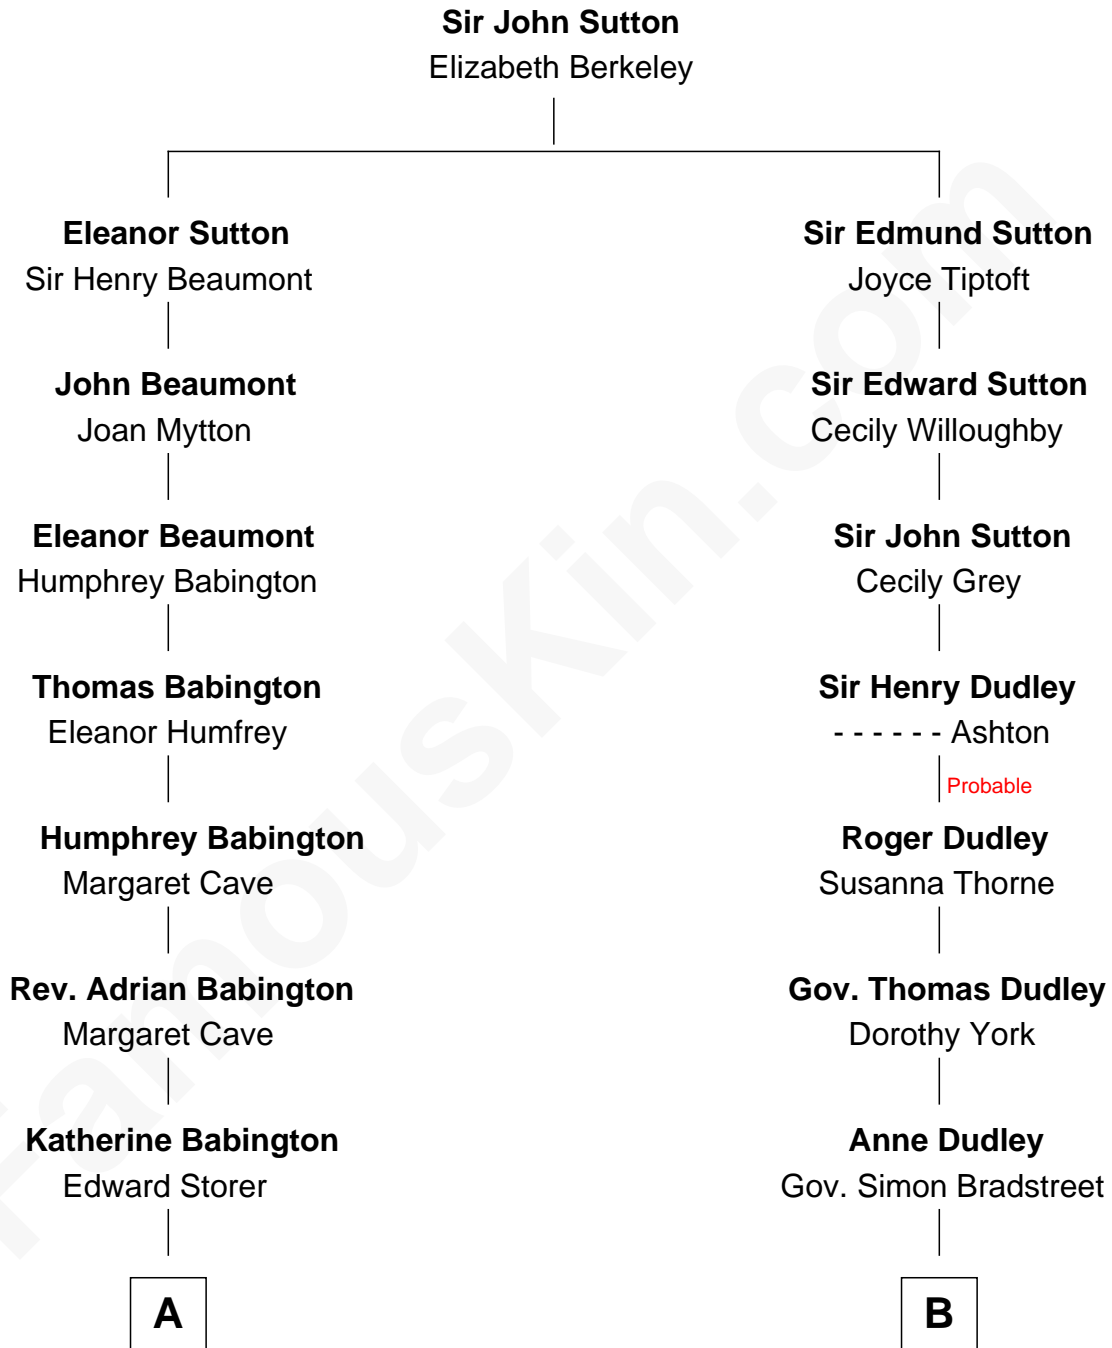 Sir John Sutton
Elizabeth Berkeley
Eleanor Sutton
Sir Henry Beaumont
John Beaumont
Joan Mytton
Eleanor Beaumont
Humphrey Babington
Thomas Babington
Eleanor Humfrey
Humphrey Babington
Margaret Cave
Rev. Adrian Babington
Margaret Cave
Katherine Babington
Edward Storer
A
Sir Edmund Sutton
Joyce Tiptoft
Sir Edward Sutton
Cecily Willoughby
Sir John Sutton
Cecily Grey
Sir Henry Dudley
- - - - - - Ashton
Probable
Roger Dudley
Susanna Thorne
Gov. Thomas Dudley
Dorothy York
Anne Dudley
Gov. Simon Bradstreet
B
FamousKin.com